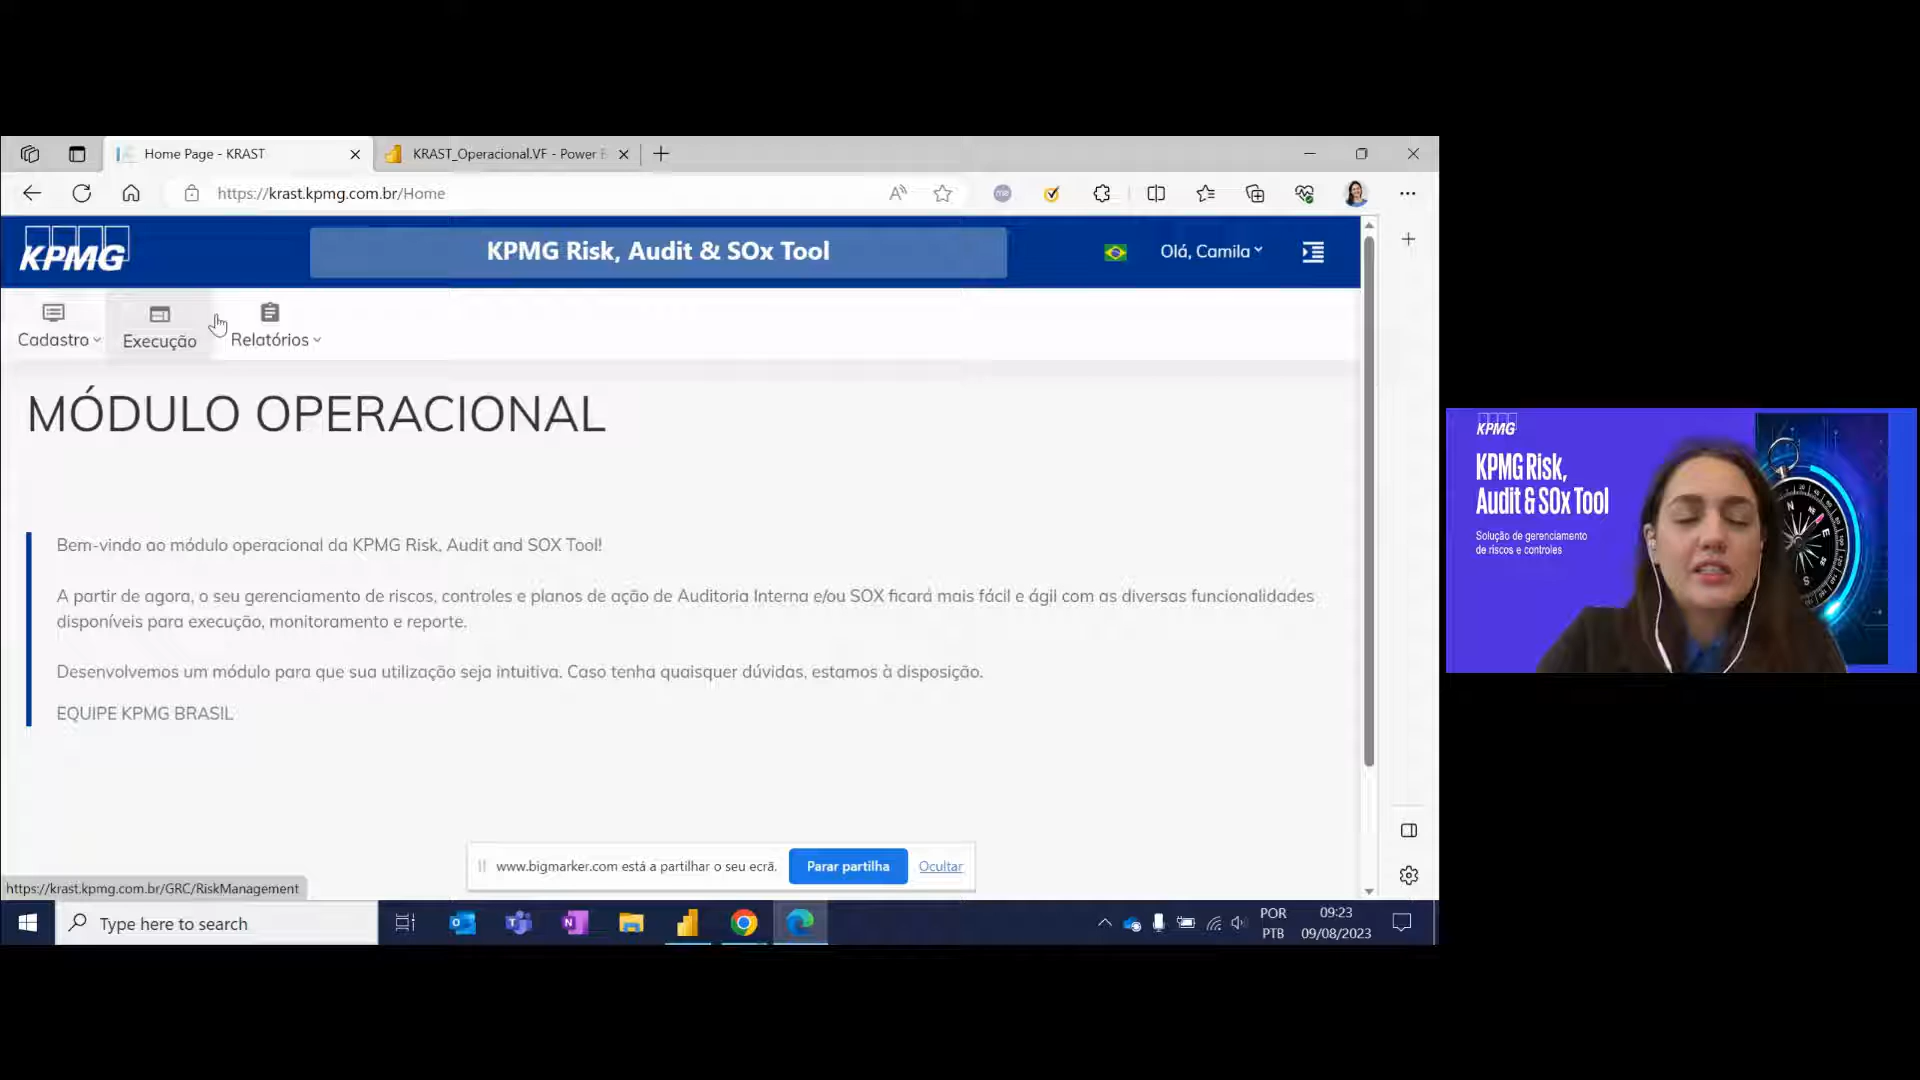 Home Page - KRAST
KRAST_Operacional.VF - Power
https://krast.kpmg.com.br/Home
KPMG
KPMG Risk, Audit & SOx Tool
Olá, Camila
Cadastro
Execução
Relatórios
MÓDULO OPERACIONAL
Bem-vindo ao módulo operacional da KPMG Risk, Audit and SOX Tool!
A partir de agora, o seu gerenciamento de riscos, controles e planos de ação de Auditoria Interna e/ou SOX ficará mais fácil e ágil com as diversas funcionalidades
disponíveis para execução, monitoramento e reporte.
Desenvolvemos um módulo para que sua utilização seja intuitiva. Caso tenha quaisquer dúvidas, estamos à disposição.
EQUIPE KPMG BRASIL
www.bigmarker.com está a partilhar o seu ecrã.
Parar partilha
Ocultar
https://krast.kpmg.com.br/GRC/RiskManagement
Type here to search
POR
PTB
09:23
09/08/2023
KPMG
KPMG Risk,
Audit & SOx Tool
Solução de gerenciamento
de riscos e controles
N
E
S